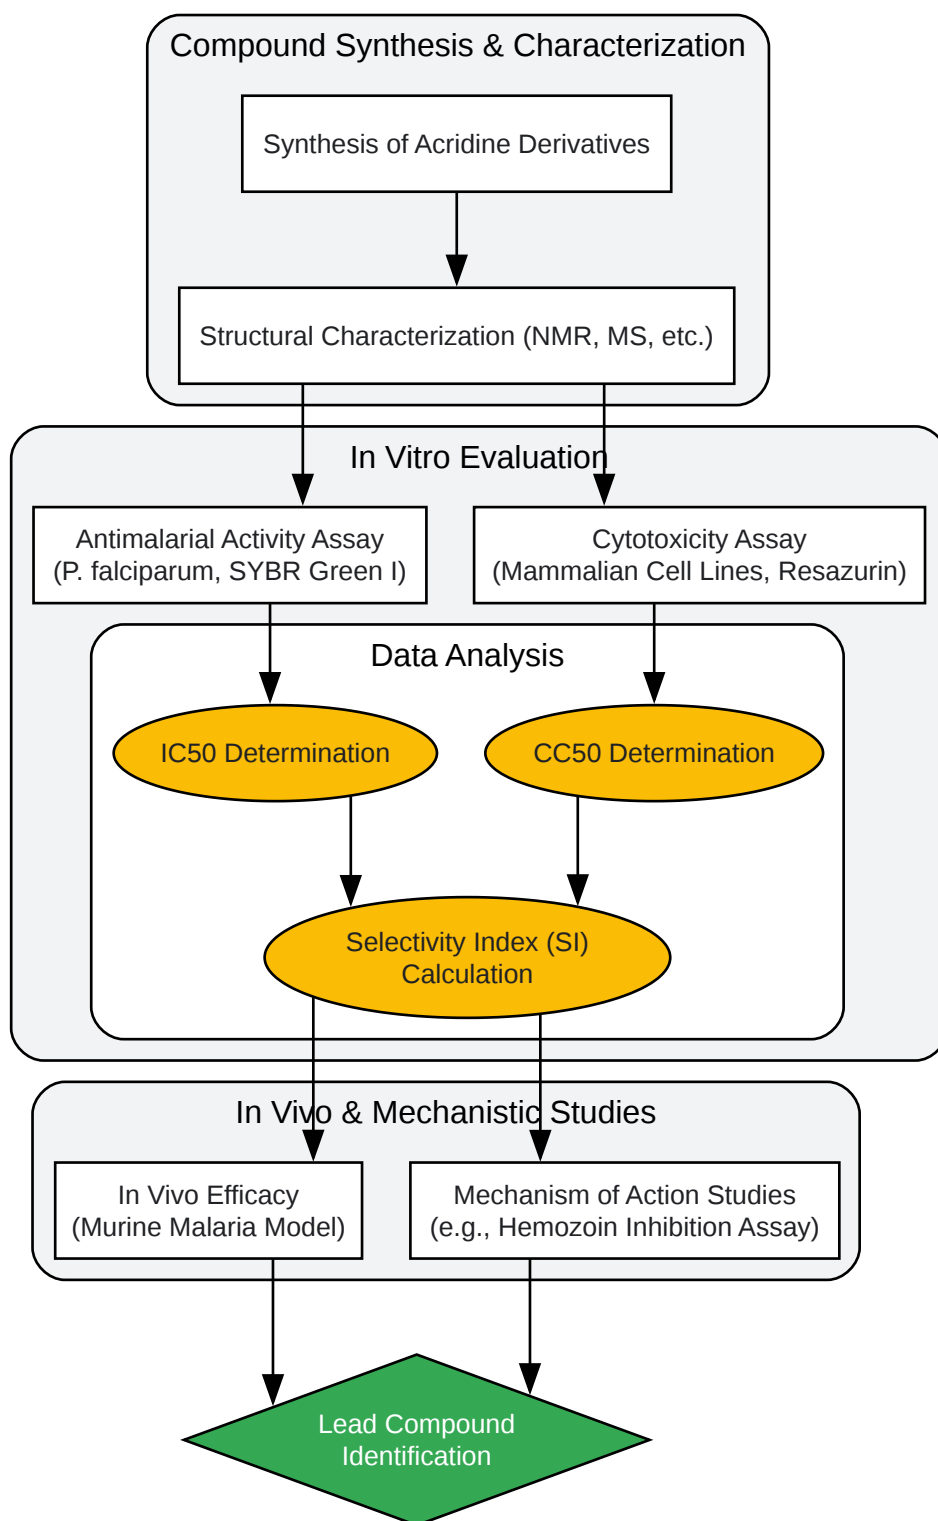 Compound Synthesis & Characterization
Synthesis of Acridine Derivatives
Structural Characterization (NMR, MS, etc.)
In Vitro Evaluation
Antimalarial Activity Assay
(P. falciparum, SYBR Green I)
Cytotoxicity Assay
(Mammalian Cell Lines, Resazurin)
Data Analysis
IC50 Determination
CC50 Determination
Selectivity Index (SI)
Calculation
In Vivo & Mechanistic Studies
In Vivo Efficacy
(Murine Malaria Model)
Mechanism of Action Studies
(e.g., Hemozoin Inhibition Assay)
Lead Compound
Identification